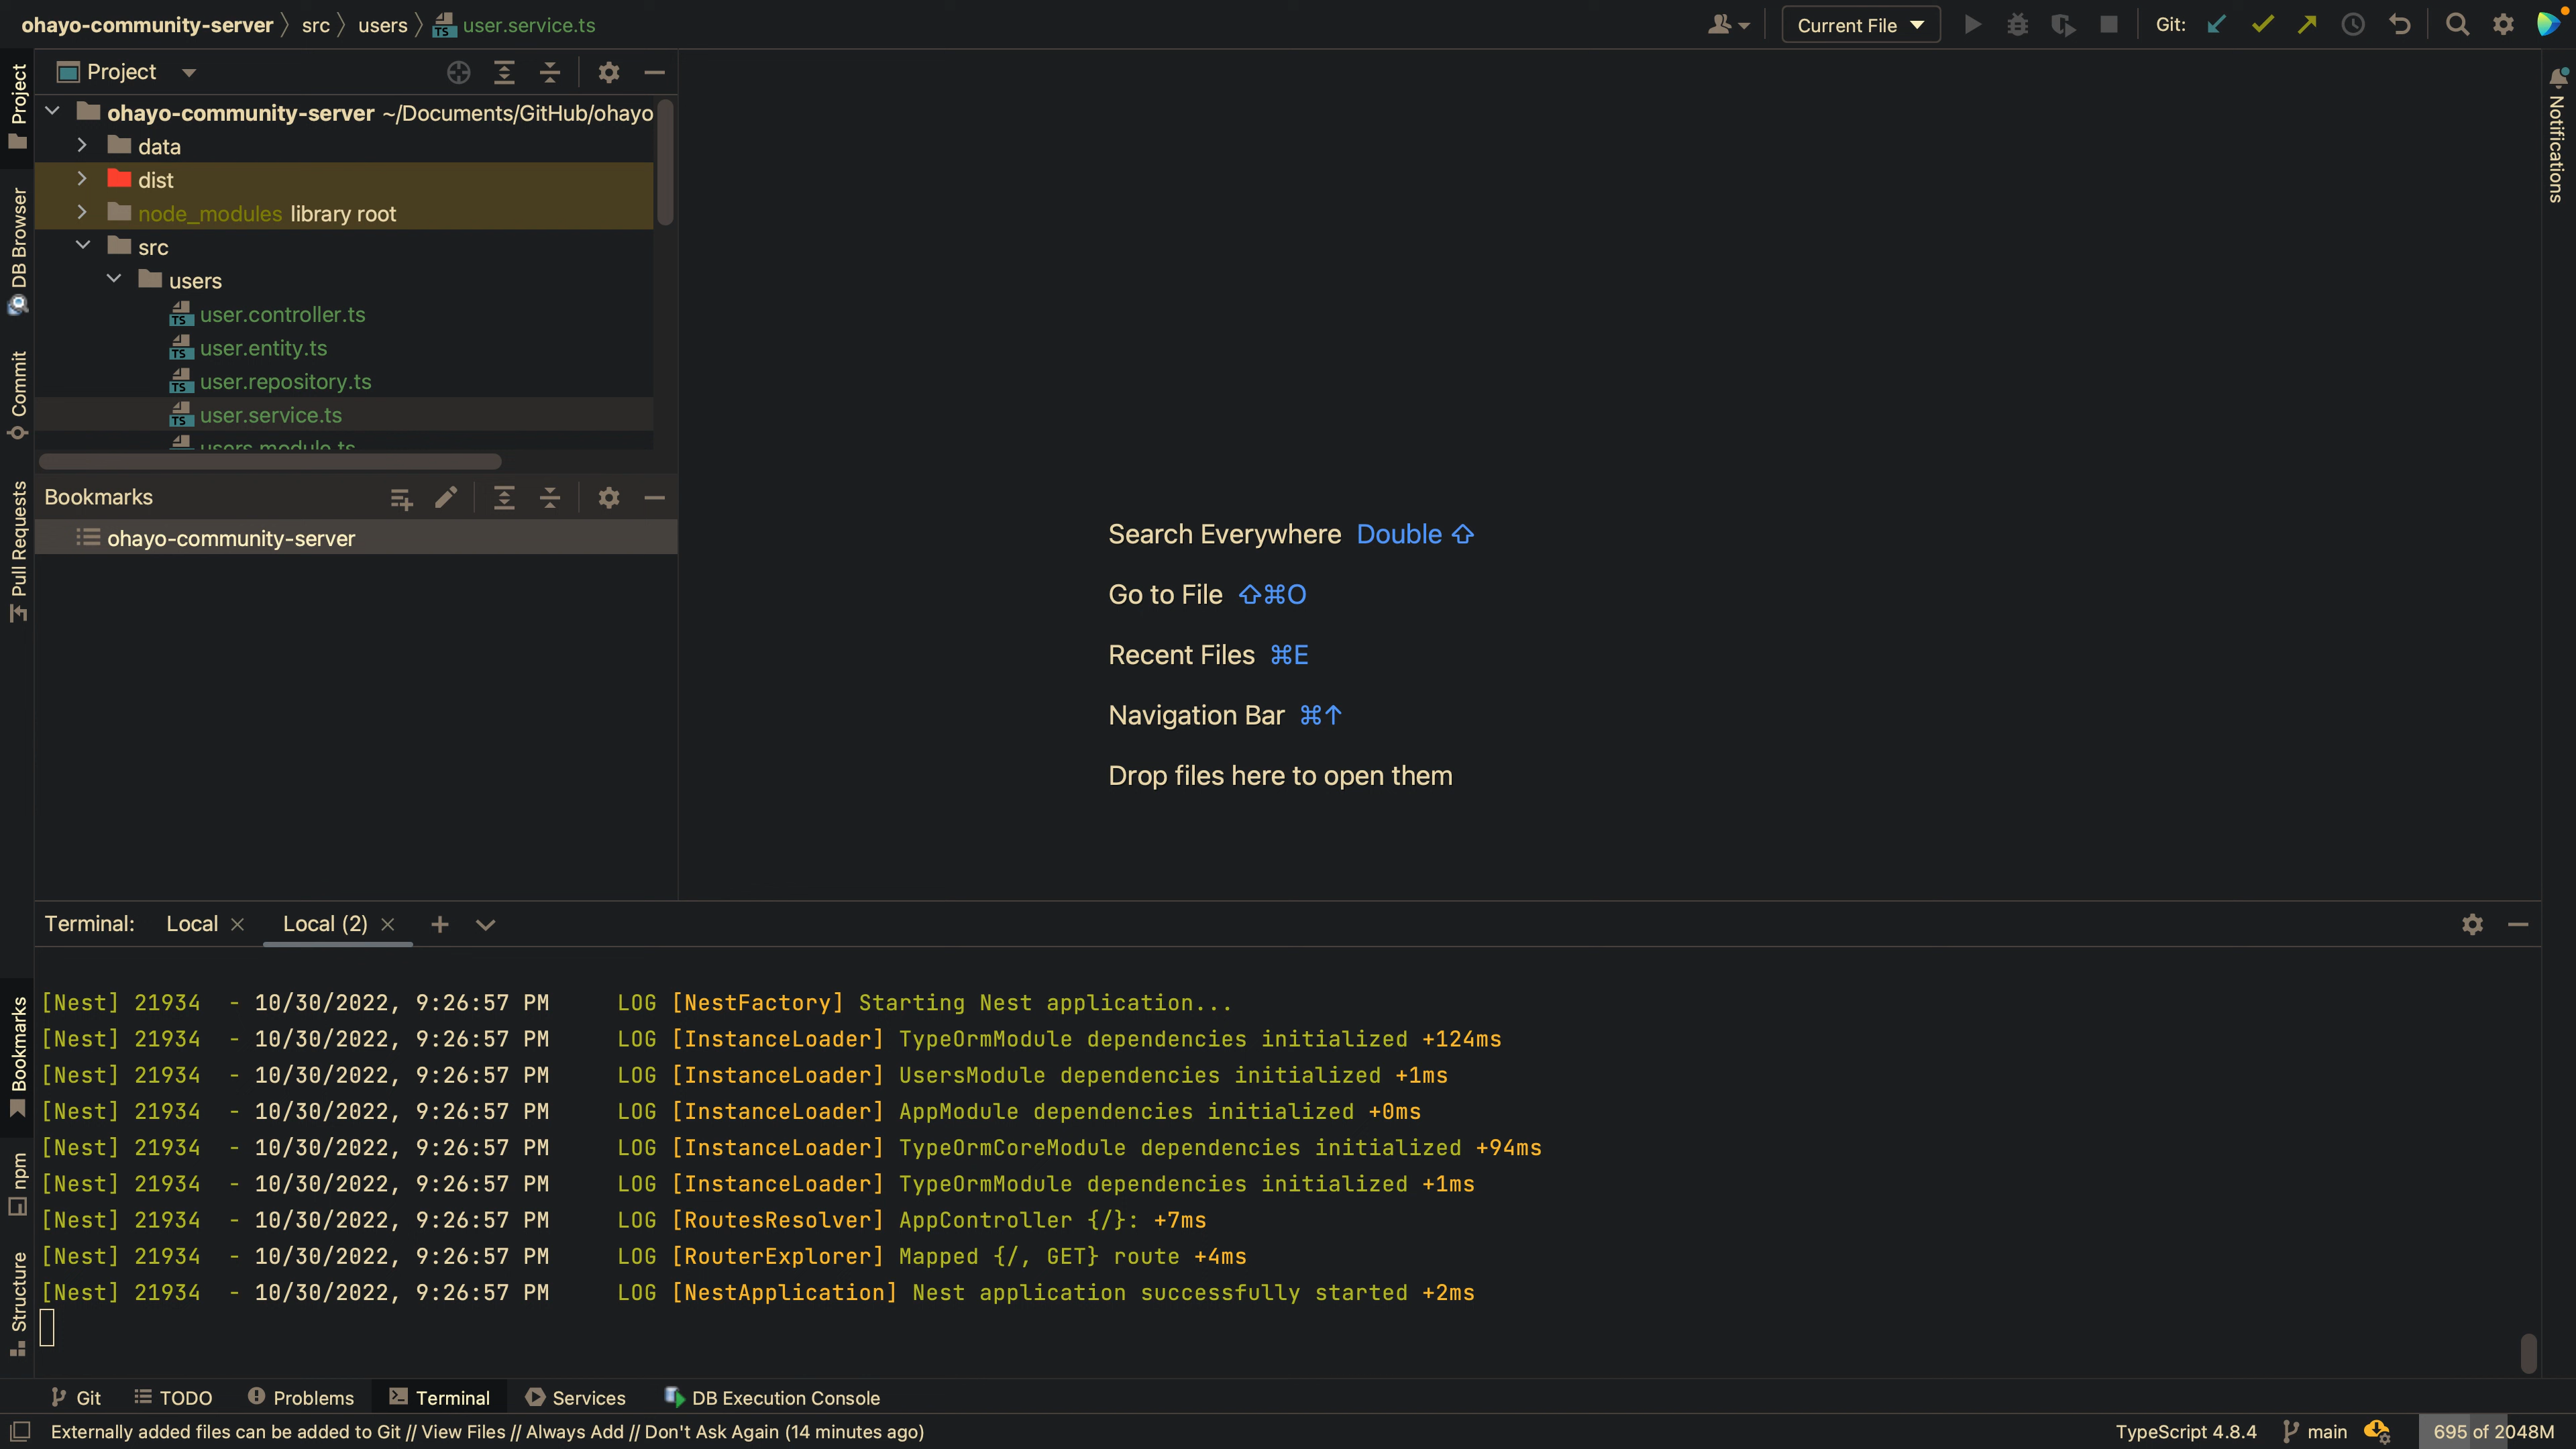 ohayo-community-server 〉 src 〉 users 〉 user.service.ts
Current File
Git:
Project
ohayo-community-server ~/Documents/GitHub/ohayo
data
dist
node_modules library root
src
users
user.controller.ts
user.entity.ts
user.repository.ts
user.service.ts
users.module.ts
Bookmarks
ohayo-community-server
Project
DB Browser
Commit
Pull Requests
Bookmarks
npm
Structure
Notifications
Search Everywhere Double ⇧
Go to File ⇧⌘O
Recent Files ⌘E
Navigation Bar ⌘↑
Drop files here to open them
Terminal: Local Local (2)
[Nest] 21934 - 10/30/2022, 9:26:57 PM LOG [NestFactory] Starting Nest application...
[Nest] 21934 - 10/30/2022, 9:26:57 PM LOG [InstanceLoader] TypeOrmModule dependencies initialized +124ms
[Nest] 21934 - 10/30/2022, 9:26:57 PM LOG [InstanceLoader] UsersModule dependencies initialized +1ms
[Nest] 21934 - 10/30/2022, 9:26:57 PM LOG [InstanceLoader] AppModule dependencies initialized +0ms
[Nest] 21934 - 10/30/2022, 9:26:57 PM LOG [InstanceLoader] TypeOrmCoreModule dependencies initialized +94ms
[Nest] 21934 - 10/30/2022, 9:26:57 PM LOG [InstanceLoader] TypeOrmModule dependencies initialized +1ms
[Nest] 21934 - 10/30/2022, 9:26:57 PM LOG [RoutesResolver] AppController {/}: +7ms
[Nest] 21934 - 10/30/2022, 9:26:57 PM LOG [RouterExplorer] Mapped {/, GET} route +4ms
[Nest] 21934 - 10/30/2022, 9:26:57 PM LOG [NestApplication] Nest application successfully started +2ms
Git TODO Problems Terminal Services DB Execution Console
Externally added files can be added to Git // View Files // Always Add // Don't Ask Again (14 minutes ago)
TypeScript 4.8.4 main 695 of 2048M